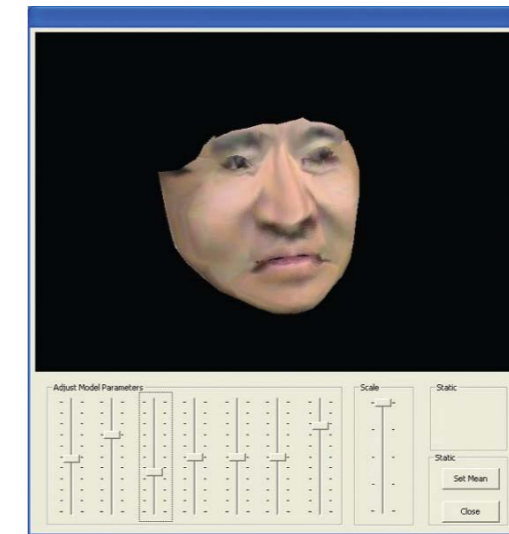 Adjust Model Parameters
Scale
Static
Static
Set Mean
Close